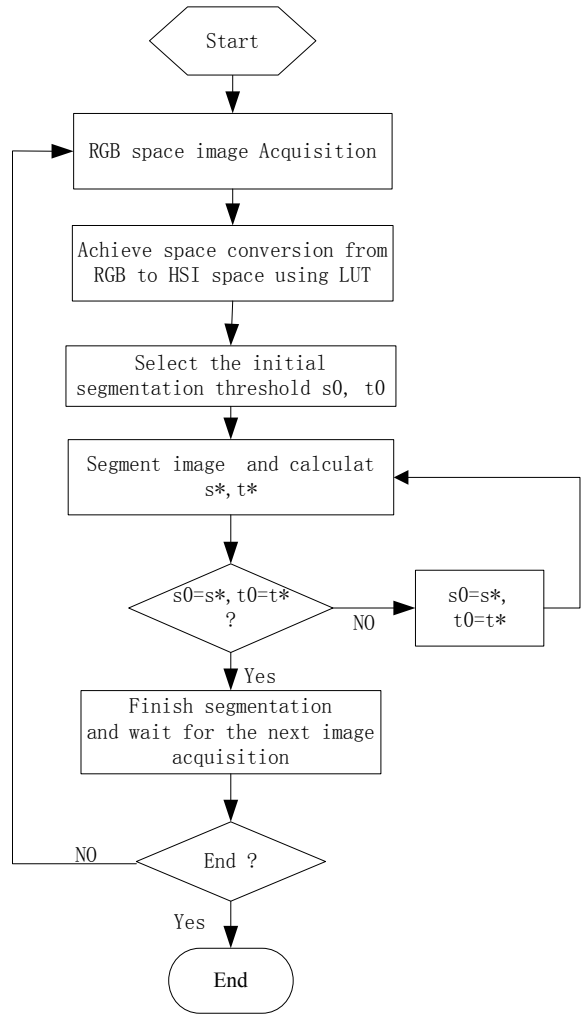 Start
RGB space image Acquisition
Achieve space conversion from
RGB to HSI space using LUT
Select the initial
segmentation threshold s0, t0
Segment image and calculat
s*,t*
s0=s*,t0=t*
?
NO
s0=s*,
t0=t*
Yes
Finish segmentation
and wait for the next image
acquisition
End ?
NO
Yes
End